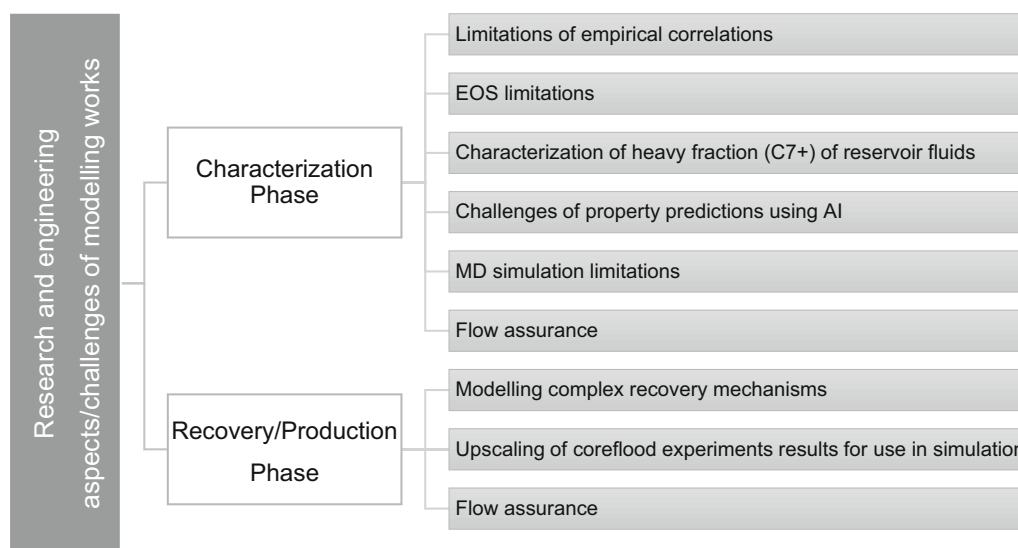 Research and engineering
aspects/challenges of modelling works
Characterization
Phase
Limitations of empirical correlations
EOS limitations
Characterization of heavy fraction (C7+) of reservoir fluids
Challenges of property predictions using AI
MD simulation limitations
Flow assurance
Recovery/Production
Phase
Modelling complex recovery mechanisms
Upscaling of coreflood experiments results for use in simulation
Flow assurance